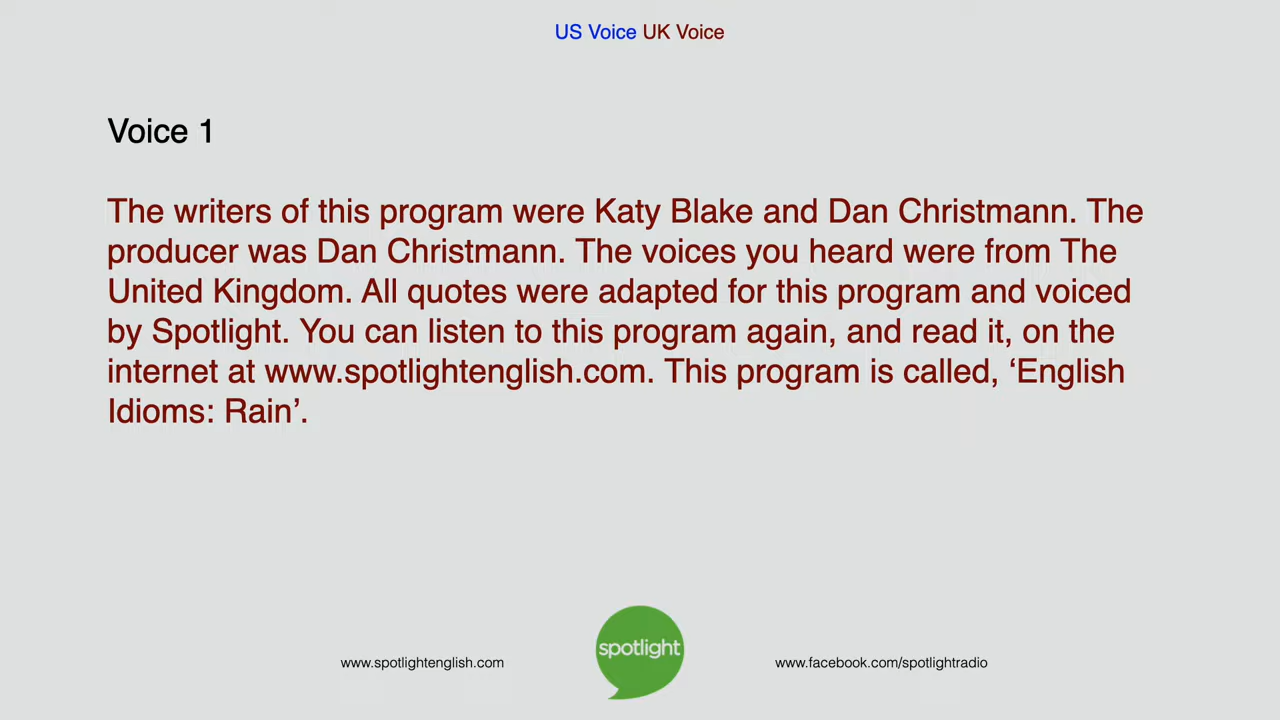 US Voice UK Voice
Voice 1
The writers of this program were Katy Blake and Dan Christmann. The
producer was Dan Christmann. The voices you heard were from The
United Kingdom. All quotes were adapted for this program and voiced
by Spotlight. You can listen to this program again, and read it, on the
internet at www.spotlightenglish.com. This program is called, ‘English
Idioms: Rain’.
spotlight
www.spotlightenglish.com
www.facebook.com/spotlightradio